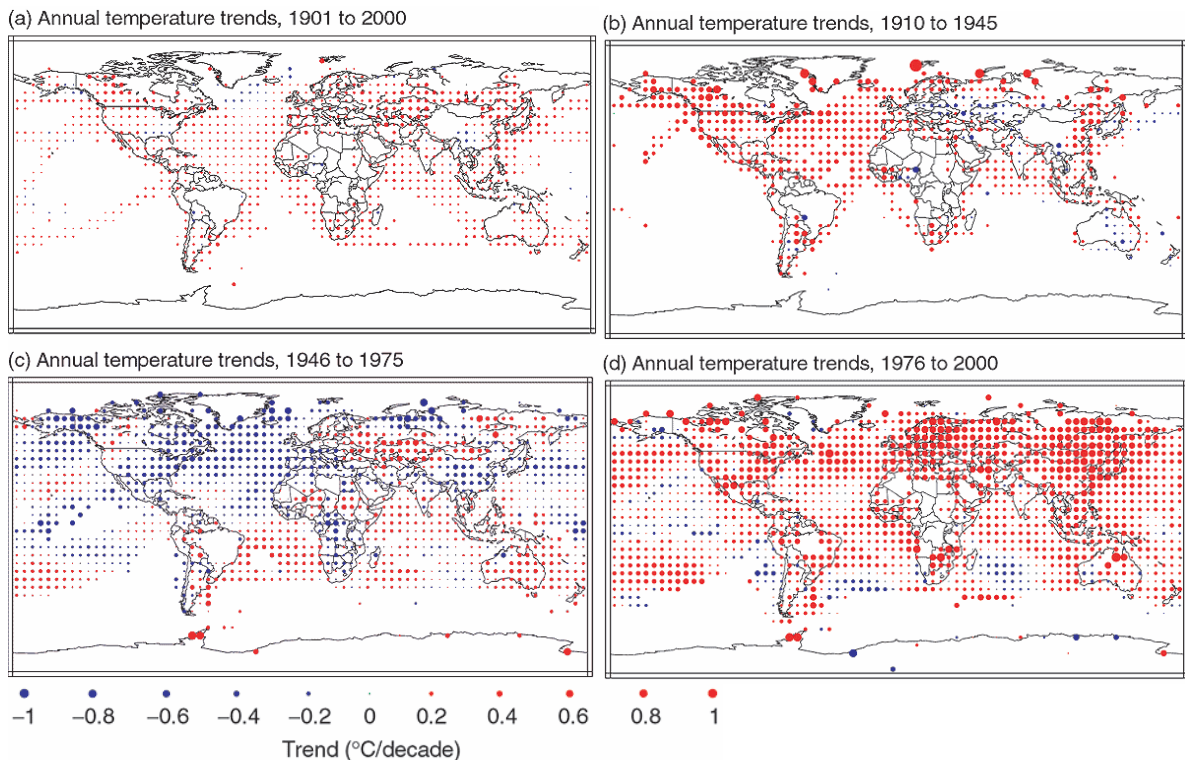 (a) Annual temperature trends, 1901 to 2000
(b) Annual temperature trends, 1910 to 1945
(c) Annual temperature trends, 1946 to 1975
(d) Annual temperature trends, 1976 to 2000
−1 −0.8 −0.6 −0.4 −0.2 0 0.2 0.4 0.6 0.8 1
Trend (°C/decade)